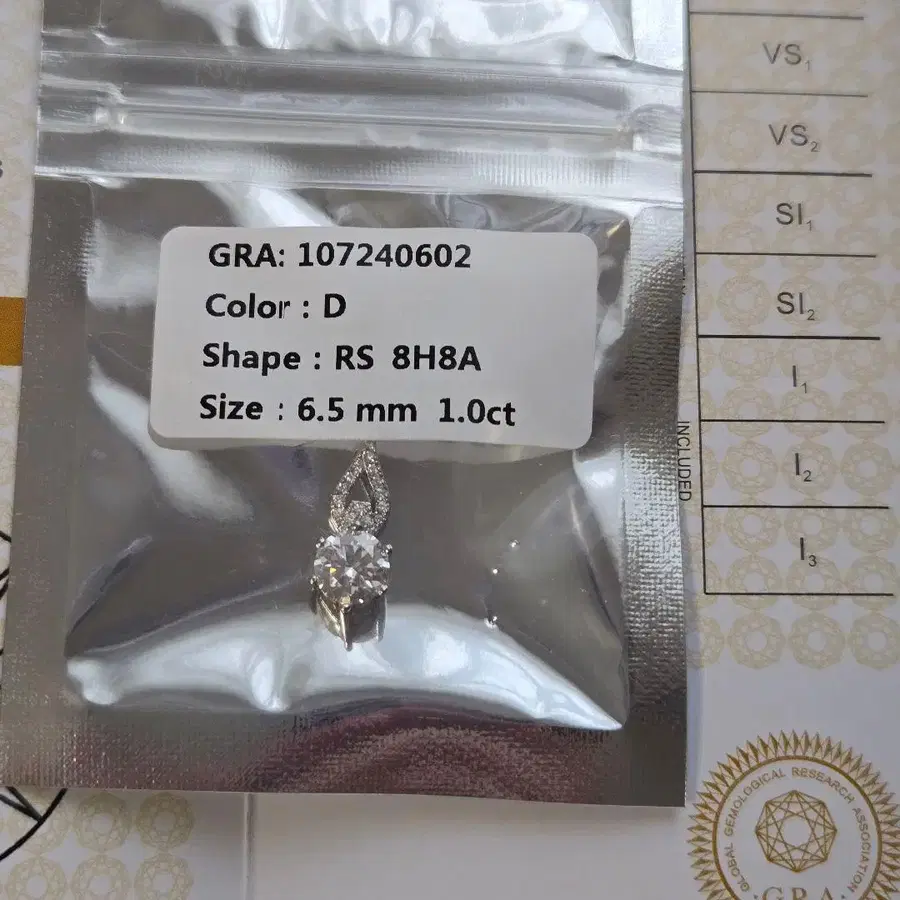 GRA: 107240602
Color : D
Shape : RS 8H8A
Size : 6.5 mm 1.0ct
VS1
VS2
SI1
SI2
I1
I2
I3
INCLUDED
GLOBAL GEMOLOGICAL RESEARCH ASSOCIATION
·GRA·